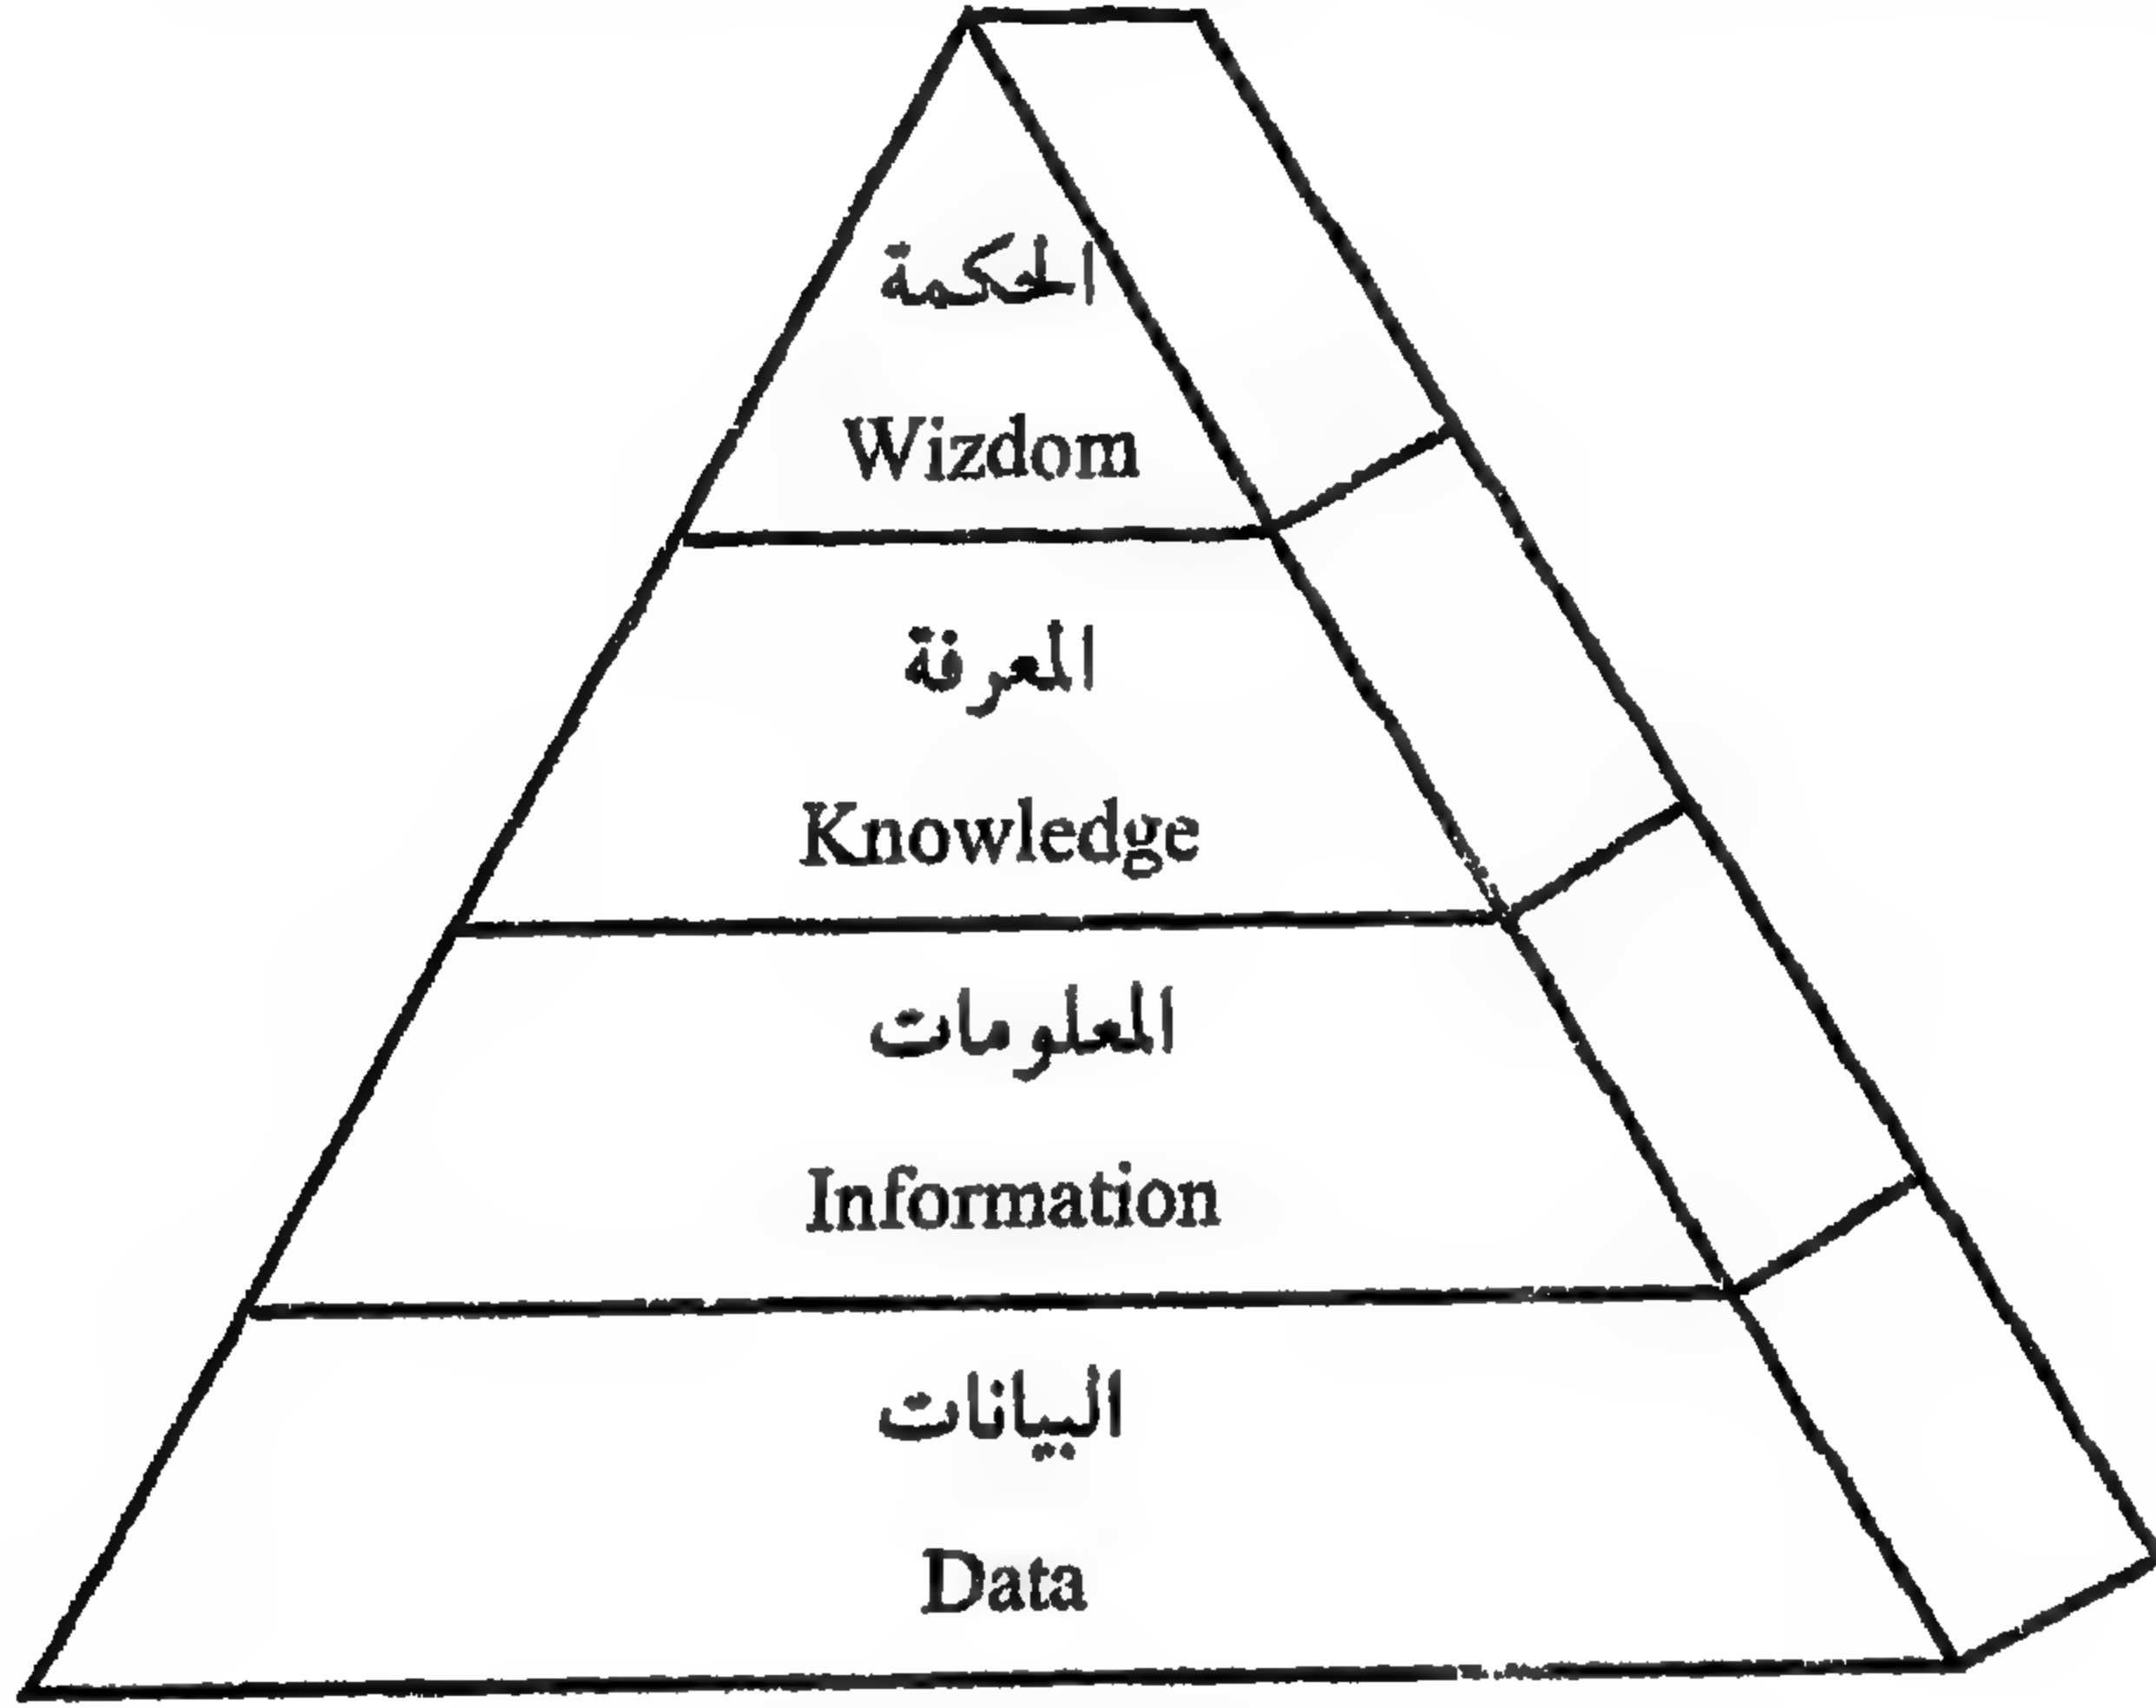 الحكمة
Wizdom
المعرفة
Knowledge
المعلومات
Information
البيانات
Data